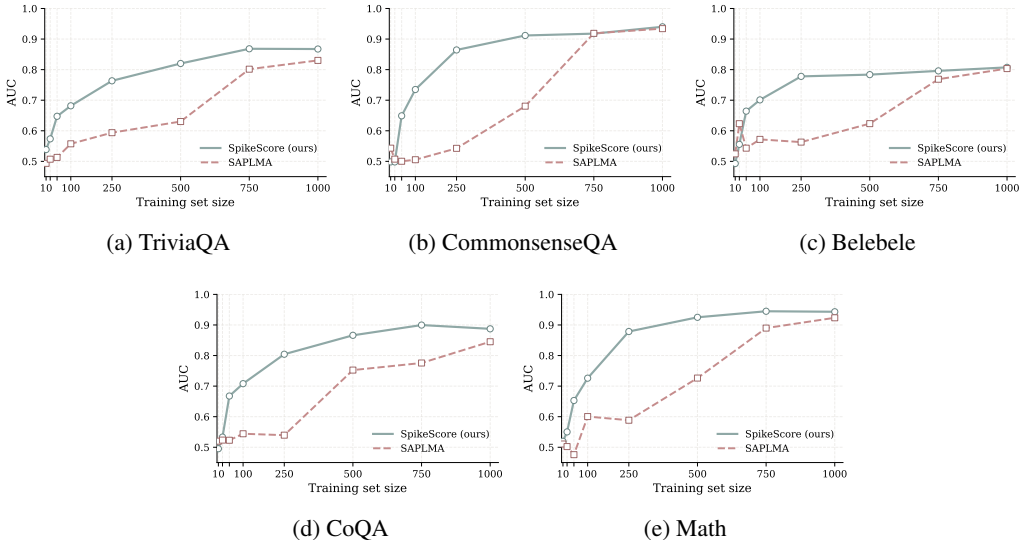 1.0
0.9
0.8
0.7
0.6
0.5
AUC
SpikeScore (ours)
SAPLMA
10 100 250 500 750 1000
Training set size
(a) TriviaQA
1.0
0.9
0.8
0.7
0.6
0.5
AUC
SpikeScore (ours)
SAPLMA
10 100 250 500 750 1000
Training set size
(b) CommonsenseQA
1.0
0.9
0.8
0.7
0.6
0.5
AUC
SpikeScore (ours)
SAPLMA
10 100 250 500 750 1000
Training set size
(c) Belebele
1.0
0.9
0.8
0.7
0.6
0.5
AUC
SpikeScore (ours)
SAPLMA
10 100 250 500 750 1000
Training set size
(d) CoQA
1.0
0.9
0.8
0.7
0.6
0.5
AUC
SpikeScore (ours)
SAPLMA
10 100 250 500 750 1000
Training set size
(e) Math